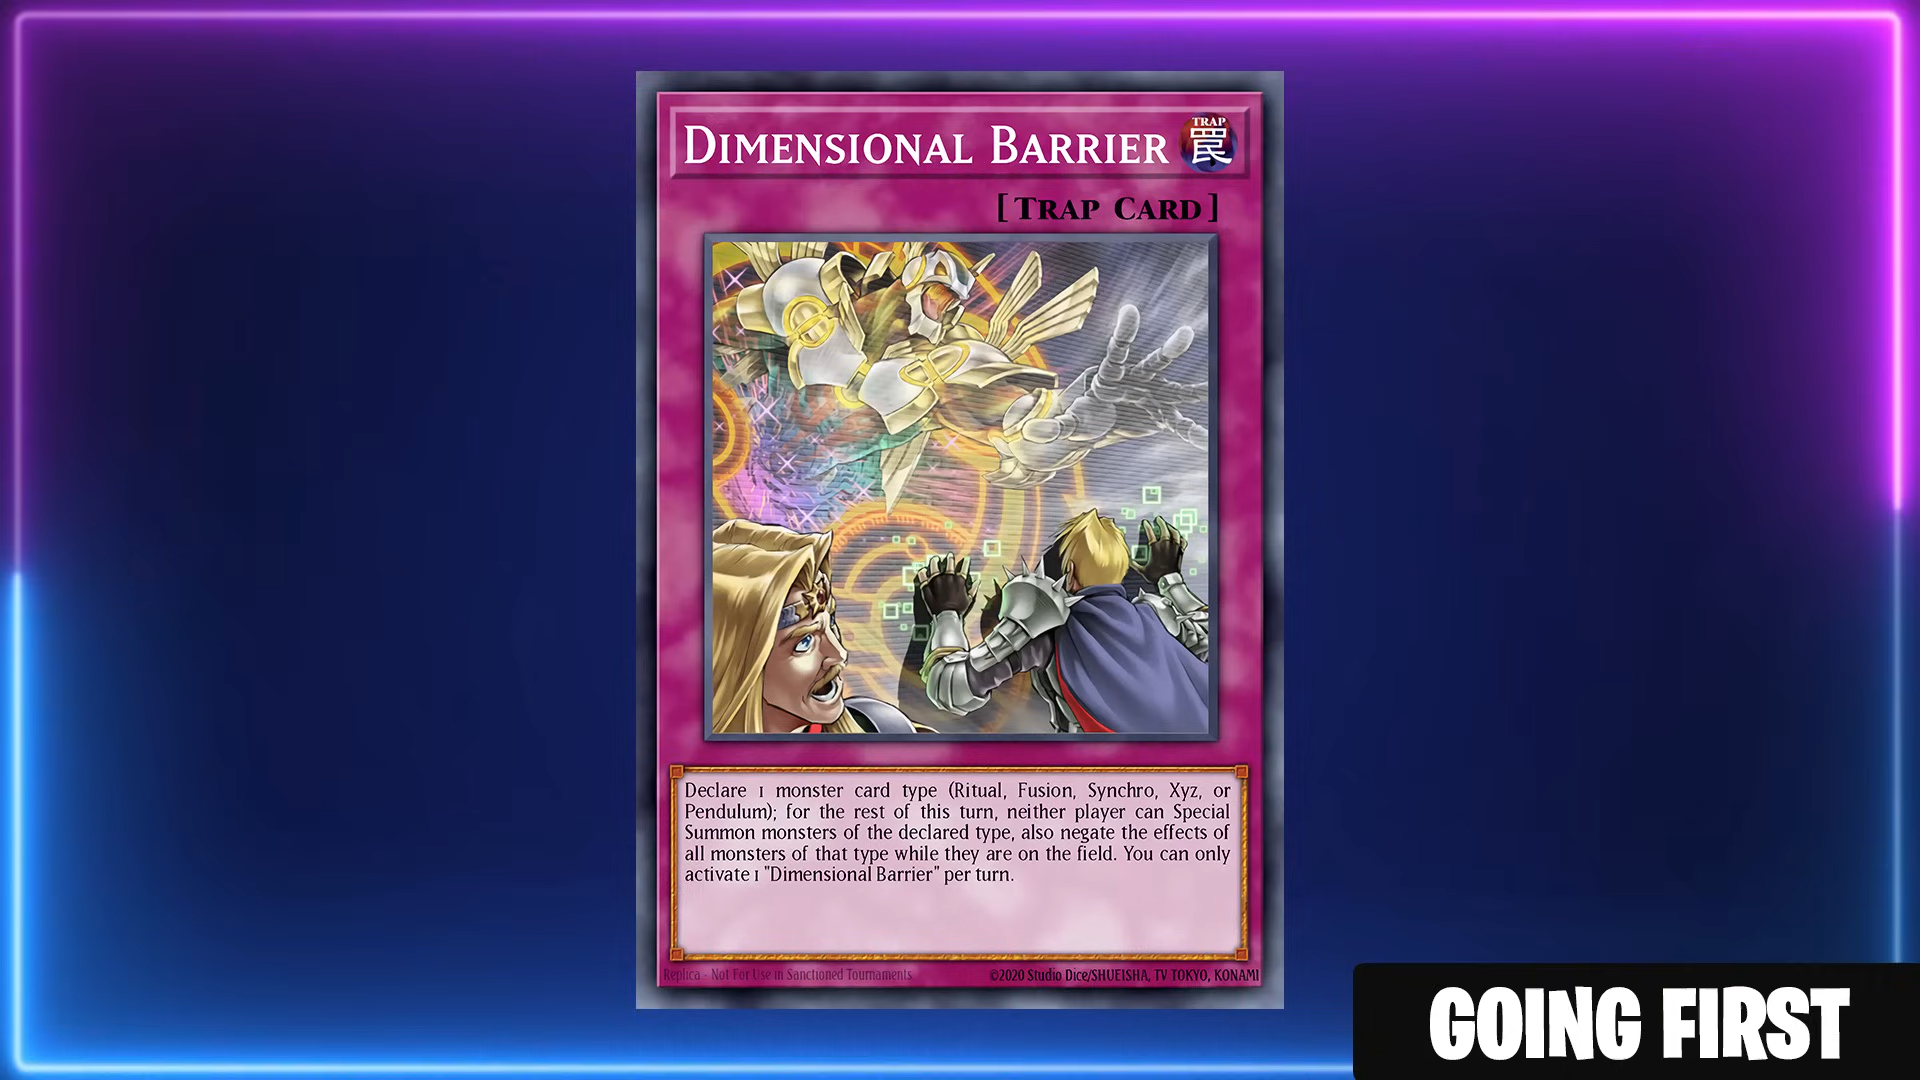 DIMENSIONAL BARRIER
TRAP
罠
[TRAP CARD]
Declare 1 monster card type (Ritual, Fusion, Synchro, Xyz, or
Pendulum); for the rest of this turn, neither player can Special
Summon monsters of the declared type, also negate the effects of
all monsters of that type while they are on the field. You can only
activate 1 "Dimensional Barrier" per turn.
Replica - Not For Use in Sanctioned Tournaments
©2020 Studio Dice/SHUEISHA, TV TOKYO, KONAMI
GOING FIRST